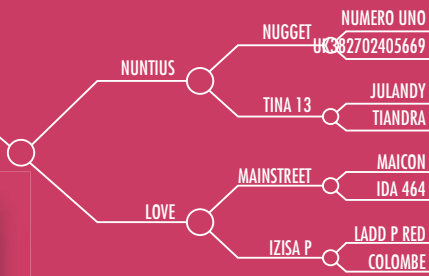 NUMERO UNO
NUGGET
UK382702405669
NUNTIUS
JULANDY
TINA 13
TIANDRA
MAICON
MAINSTREET
IDA 464
LOVE
LADD P RED
IZISA P
COLOMBE